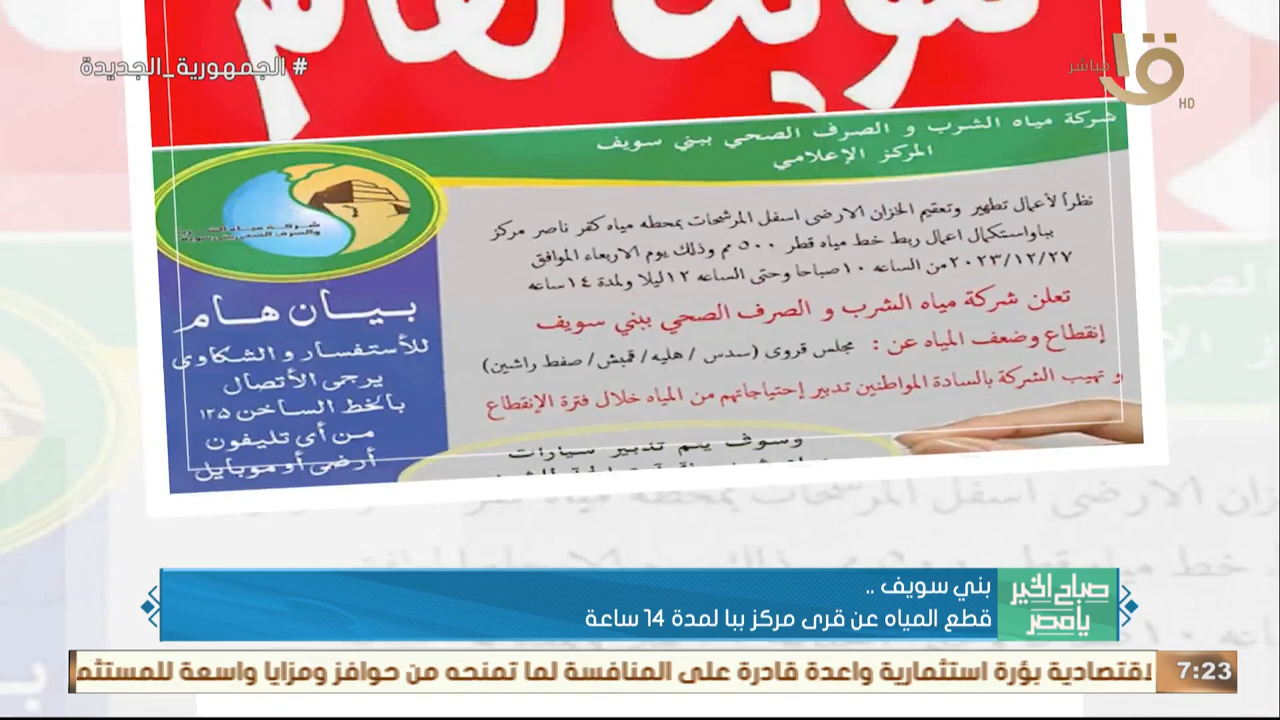 #الجمهورية_الجديدة
مباشر
HD
تنويه هام
شركة مياه الشرب و الصرف الصحي ببني سويف
المركز الإعلامي
نظراً لأعمال تطهير وتعقيم الخزان الارضى اسفل المرشحات بمحطه مياه كفر ناصر مركز
بباواستكمال اعمال ربط خط مياه قطر ٥٠٠ مم وذلك يوم الاربعاء الموافق
٢٠٢٣/١٢/٢٧ من الساعه ١٠ صباحا وحتى الساعه ١٢ ليلا ولمدة ١٤ ساعه
تعلن شركة مياه الشرب و الصرف الصحي ببني سويف
إنقطاع وضعف المياه عن : مجلس قروى (سدس / هليه / قمبش / صفط راشين)
و تهيب الشركة بالسادة المواطنين تدبير إحتياجاتهم من المياه خلال فترة الإنقطاع
وسوف يتم تدبير سيارات
بيان هام
للأستفسار و الشكاوى
يرجى الأتصال
بالخط الساخن ١٢٥
من أى تليفون
أرضى أو موبايل
صباح الخير
يا مصر
بني سويف ..
قطع المياه عن قرى مركز ببا لمدة 14 ساعة
لاقتصادية بؤرة استثمارية واعدة قادرة على المنافسة لما تمنحه من حوافز ومزايا واسعة للمستثم
7:23